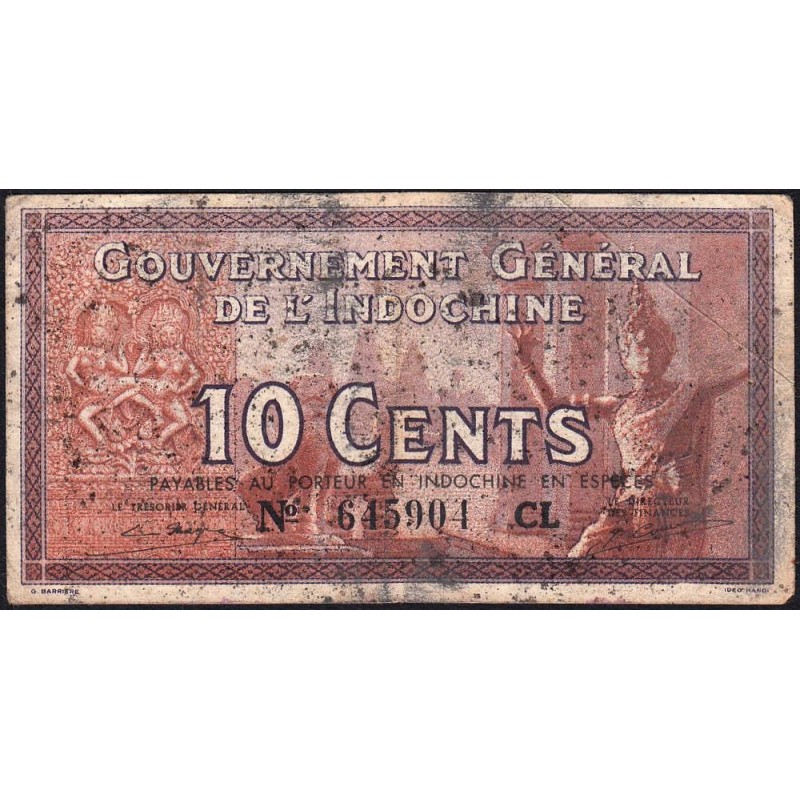 GOUVERNEMENT GÉNÉRAL
DE L'INDOCHINE
10 CENTS
PAYABLES AU PORTEUR EN INDOCHINE EN ESPÈCES
LE TRÉSORIER GÉNÉRAL
LE DIRECTEUR
DES FINANCES
No 645904 CL
G. BARRIÈRE
IDEO HANOI